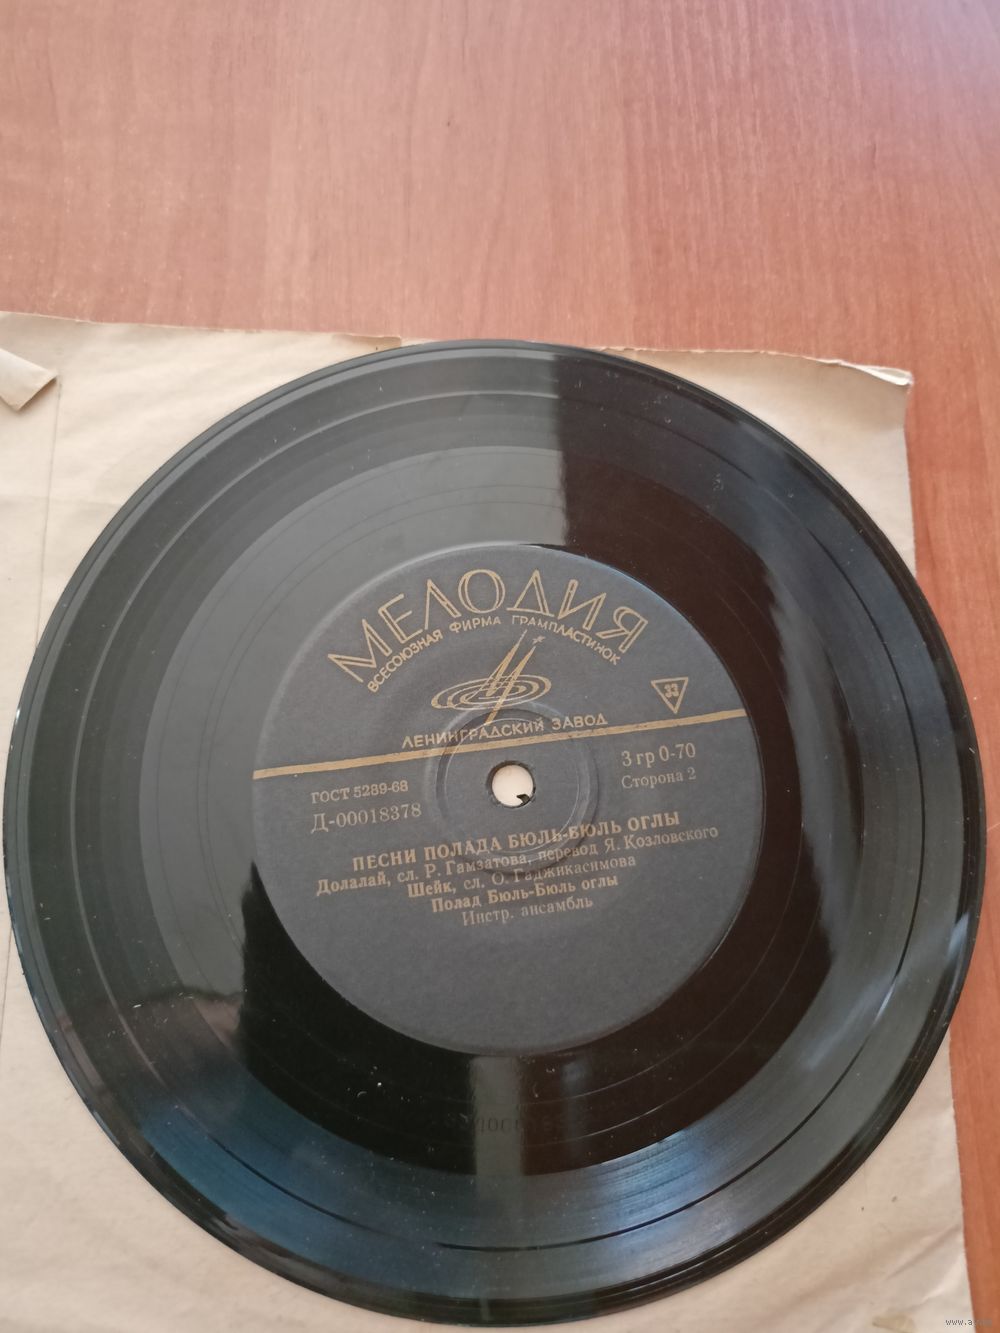 МЕЛОДИЯ
ВСЕСОЮЗНАЯ ФИРМА ГРАМПЛАСТИНОК
33
ЛЕНИНГРАДСКИЙ ЗАВОД
ГОСТ 5289-68
3 гр 0-70
Д-00018378
Сторона 2
ПЕСНИ ПОЛАДА БЮЛЬ-БЮЛЬ ОГЛЫ
Долалай, сл. Р. Гамзатова, перевод Я. Козловского
Шейк, сл. О. Гаджикасимова
Полад Бюль-Бюль оглы
Инстр. ансамбль